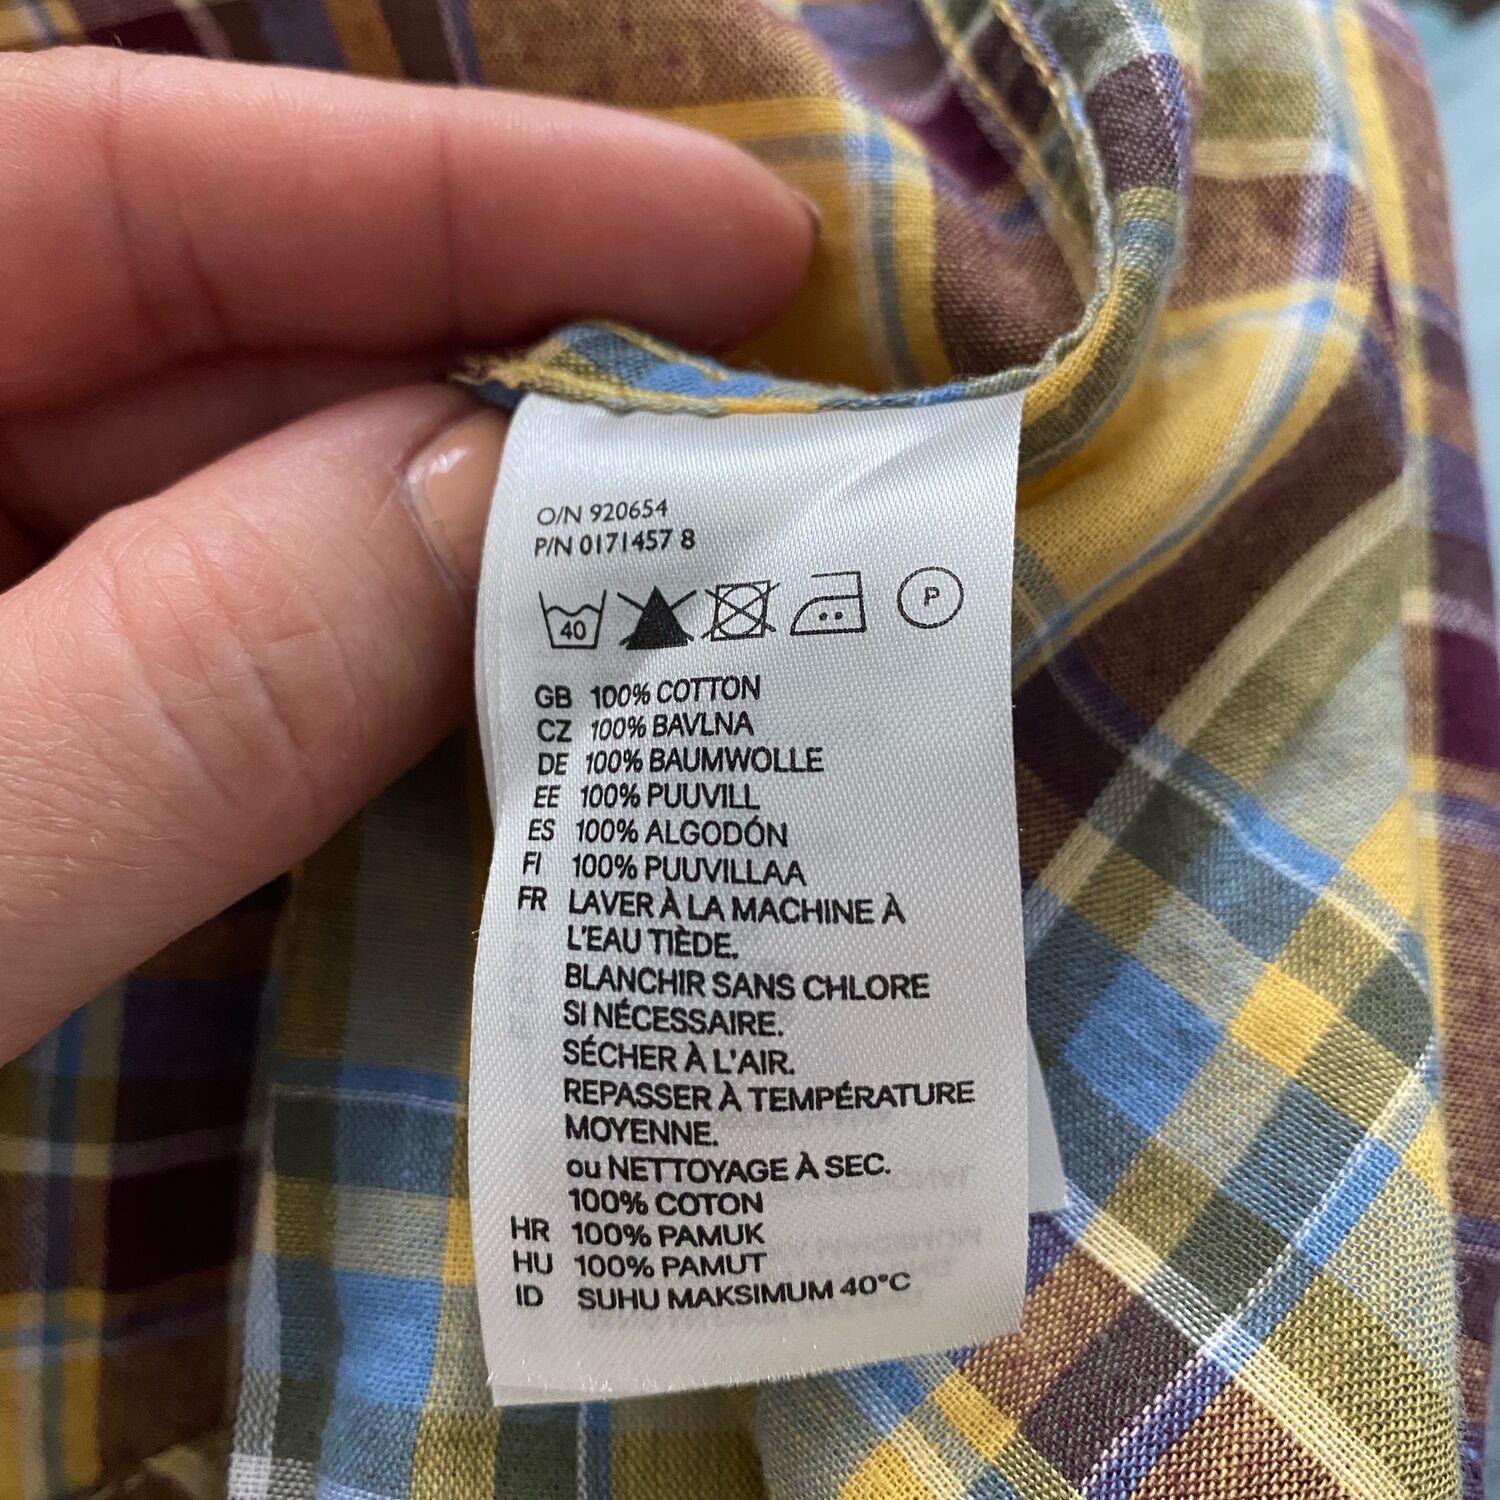 O/N 920654
P/N 0171457 8
40 P
GB 100% COTTON
CZ 100% BAVLNA
DE 100% BAUMWOLLE
EE 100% PUUVILL
ES 100% ALGODÓN
FI 100% PUUVILLAA
FR LAVER À LA MACHINE À
L'EAU TIÈDE.
BLANCHIR SANS CHLORE
SI NÉCESSAIRE.
SÉCHER À L'AIR.
REPASSER À TEMPÉRATURE
MOYENNE.
ou NETTOYAGE À SEC.
100% COTON
HR 100% PAMUK
HU 100% PAMUT
ID SUHU MAKSIMUM 40°C